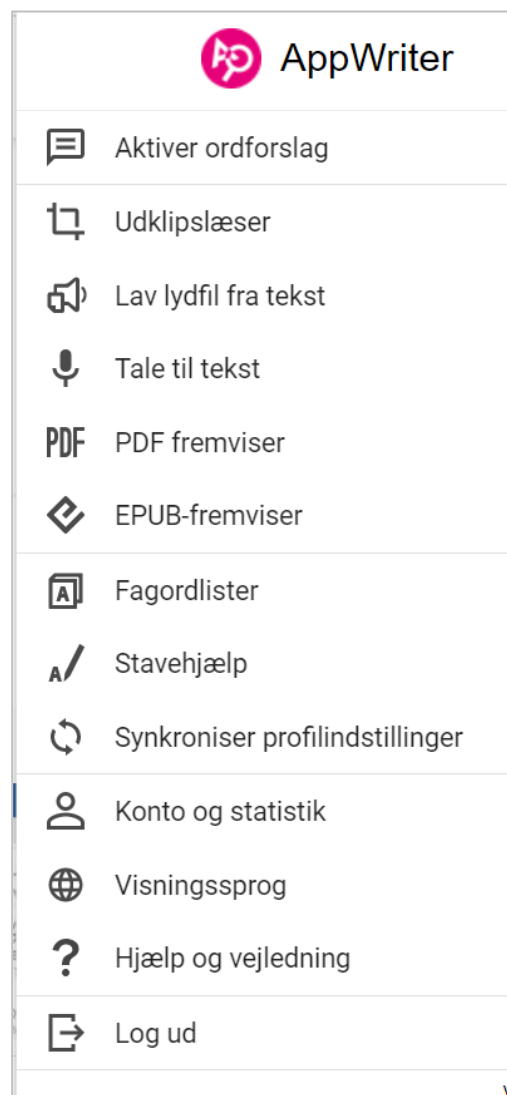 AppWriter
Aktiver ordforslag
Udklipslæser
Lav lydfil fra tekst
Tale til tekst
PDF PDF fremviser
EPUB-fremviser
A Fagordlister
A Stavehjælp
Synkroniser profilindstillinger
Konto og statistik
Visningssprog
? Hjælp og vejledning
Log ud